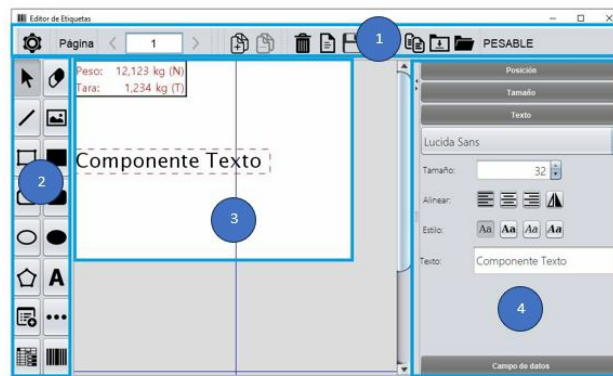 Editor de Etiquetas
Página
1
PESABLE
1
Peso: 12,123 kg (N)
Tara: 1,234 kg (T)
Componente Texto
2
3
A
Posición
Tamaño
Texto
Lucida Sans
Tamaño: 32
Alinear:
Estilo: Aa Aa Aa Aa
Texto: Componente Texto
4
Campo de datos